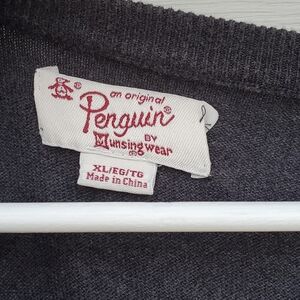 an original
Penguin®
BY
Munsingwear
XL/EG/TG
Made in China